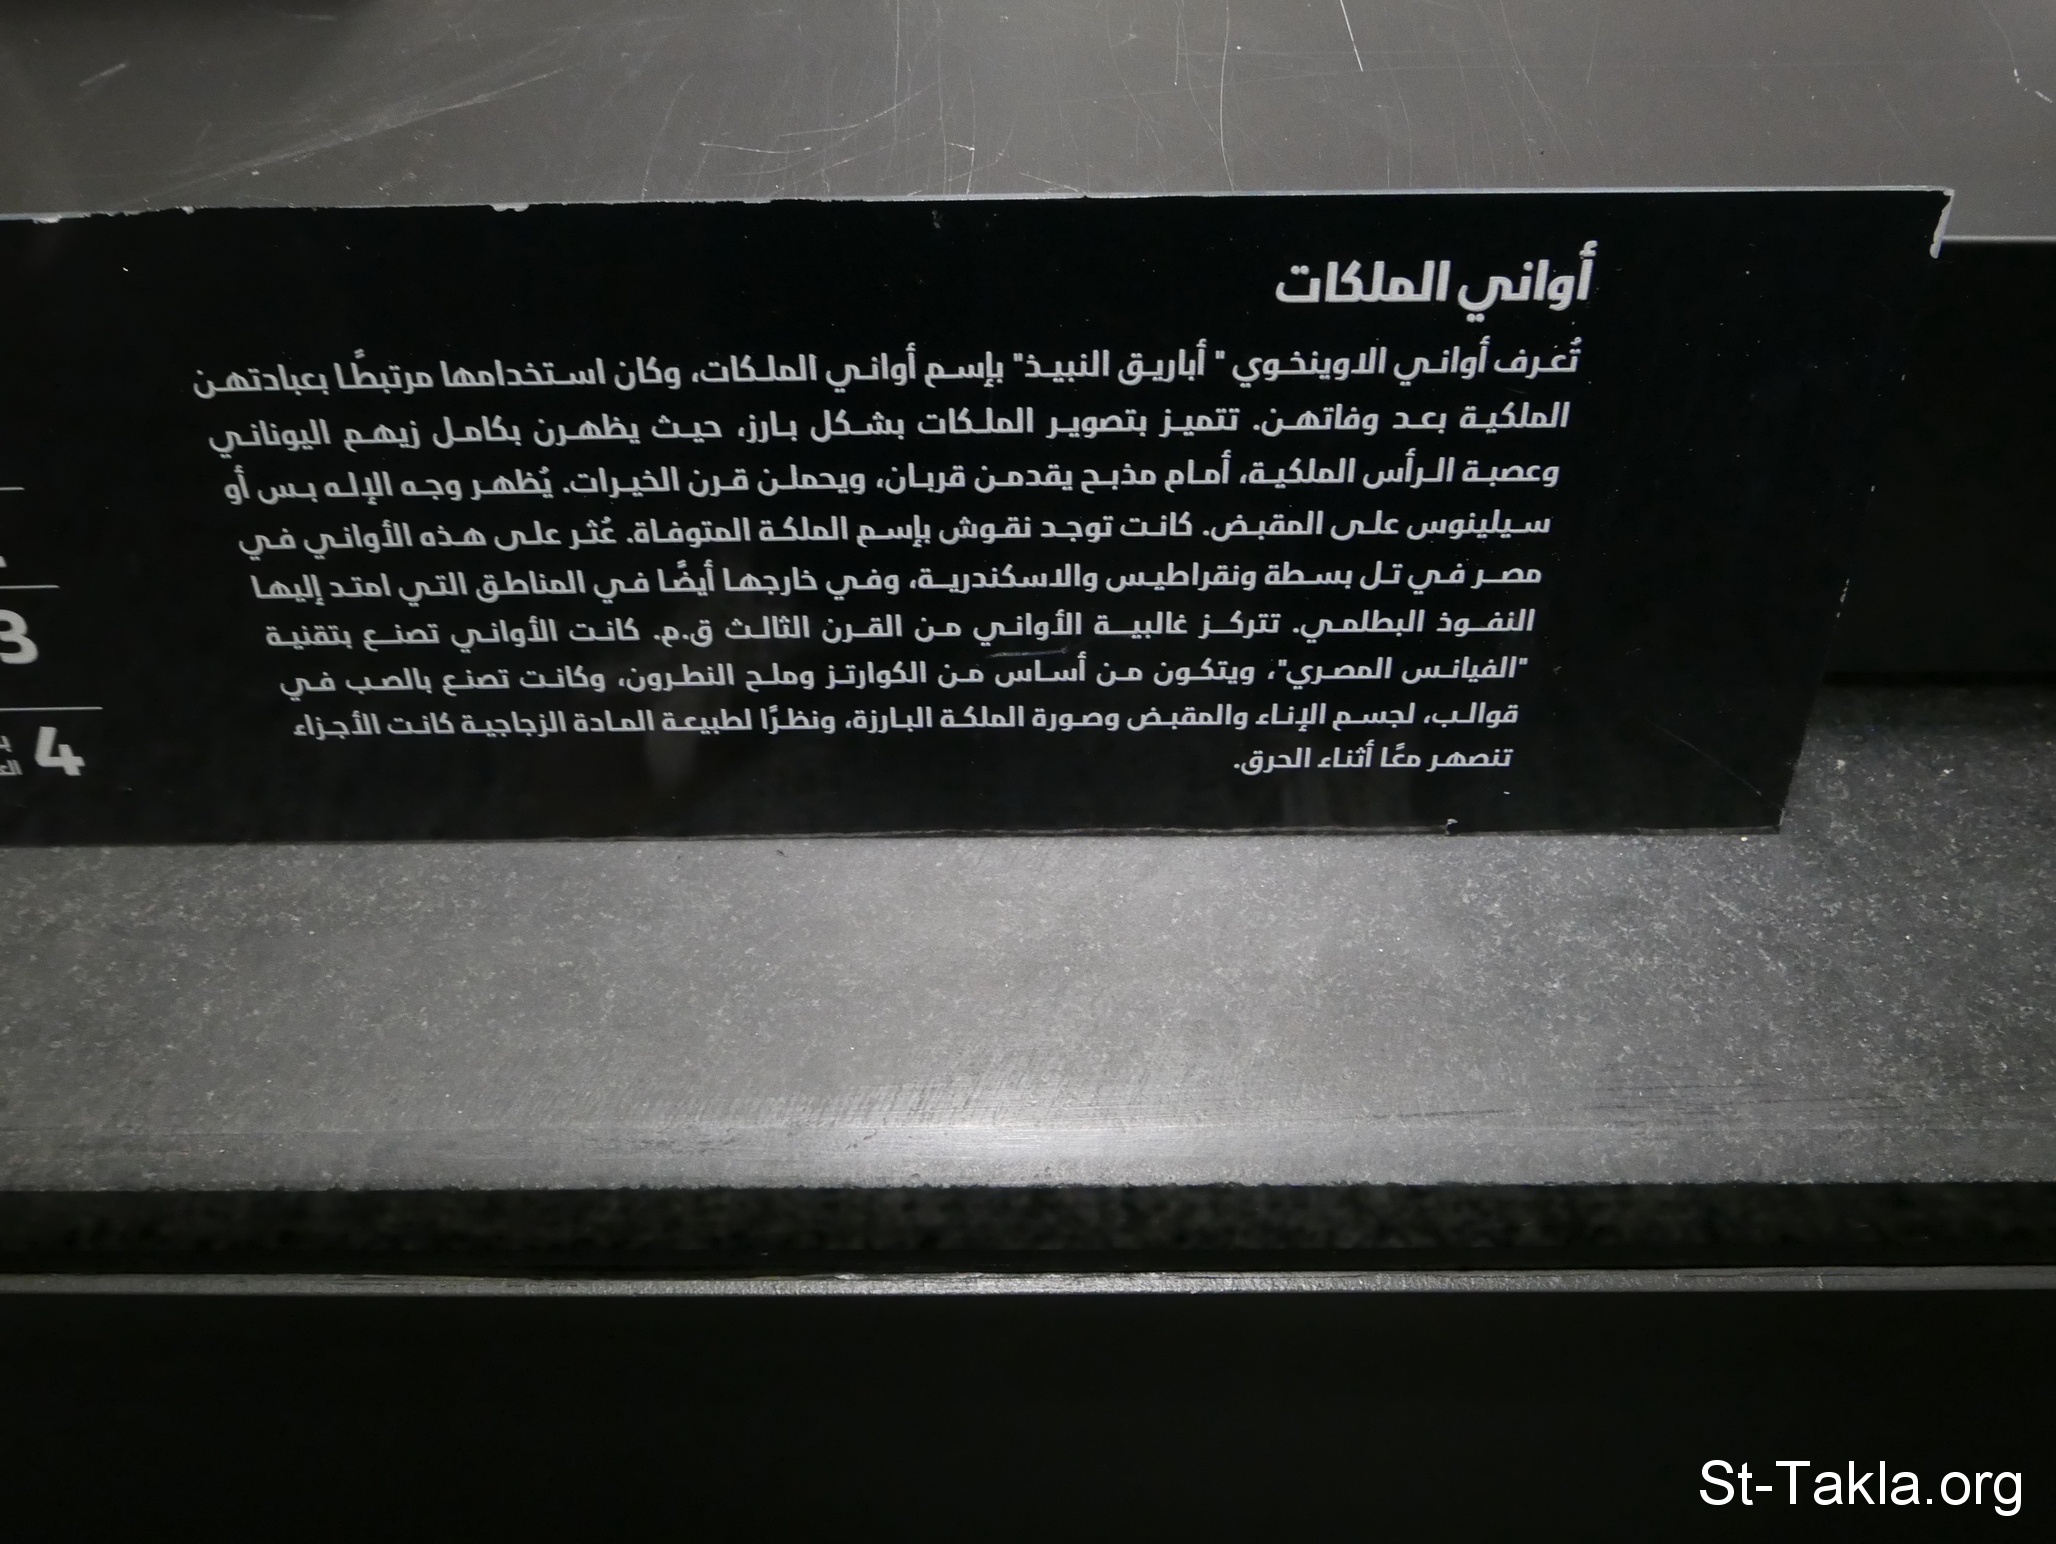 أواني الملكات
تُعرف أواني الاوينخوي " أباريق النبيذ" بإسم أواني الملكات، وكان استخدامها مرتبطًا بعبادتهن
الملكية بعد وفاتهن. تتميز بتصوير الملكات بشكل بارز، حيث يظهرن بكامل زيهم اليوناني
وعصبة الرأس الملكية، أمام مذبح يقدمن قربان، ويحملن قرن الخيرات. يُظهر وجه الإله بس أو
سيلينوس على المقبض. كانت توجد نقوش بإسم الملكة المتوفاة. عُثر على هذه الأواني في
مصر في تل بسطة ونقراطيس والاسكندرية، وفي خارجها أيضًا في المناطق التي امتد إليها
النفوذ البطلمي. تتركز غالبية الأواني من القرن الثالث ق.م. كانت الأواني تصنع بتقنية
"الفيانس المصري"، ويتكون من أساس من الكوارتز وملح النطرون، وكانت تصنع بالصب في
قوالب، لجسم الإناء والمقبض وصورة الملكة البارزة، ونظرًا لطبيعة المادة الزجاجية كانت الأجزاء
تنصهر معًا أثناء الحرق.
3
4
St-Takla.org